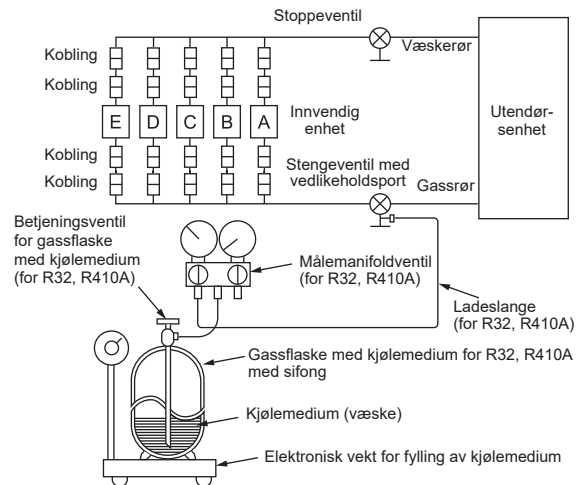 Stoppeventil
Væskerør
Kobling
Kobling
E D C B A
Innvendig
enhet
Utendør-
senhet
Kobling
Kobling
Stengeventil med
vedlikeholdsport
Gassrør
Betjeningsventil
for gassflaske
med kjølemedium
(for R32, R410A)
Målemanifoldventil
(for R32, R410A)
Ladeslange
(for R32, R410A)
Gassflaske med kjølemedium for R32, R410A
med sifong
Kjølemedium (væske)
Elektronisk vekt for fylling av kjølemedium